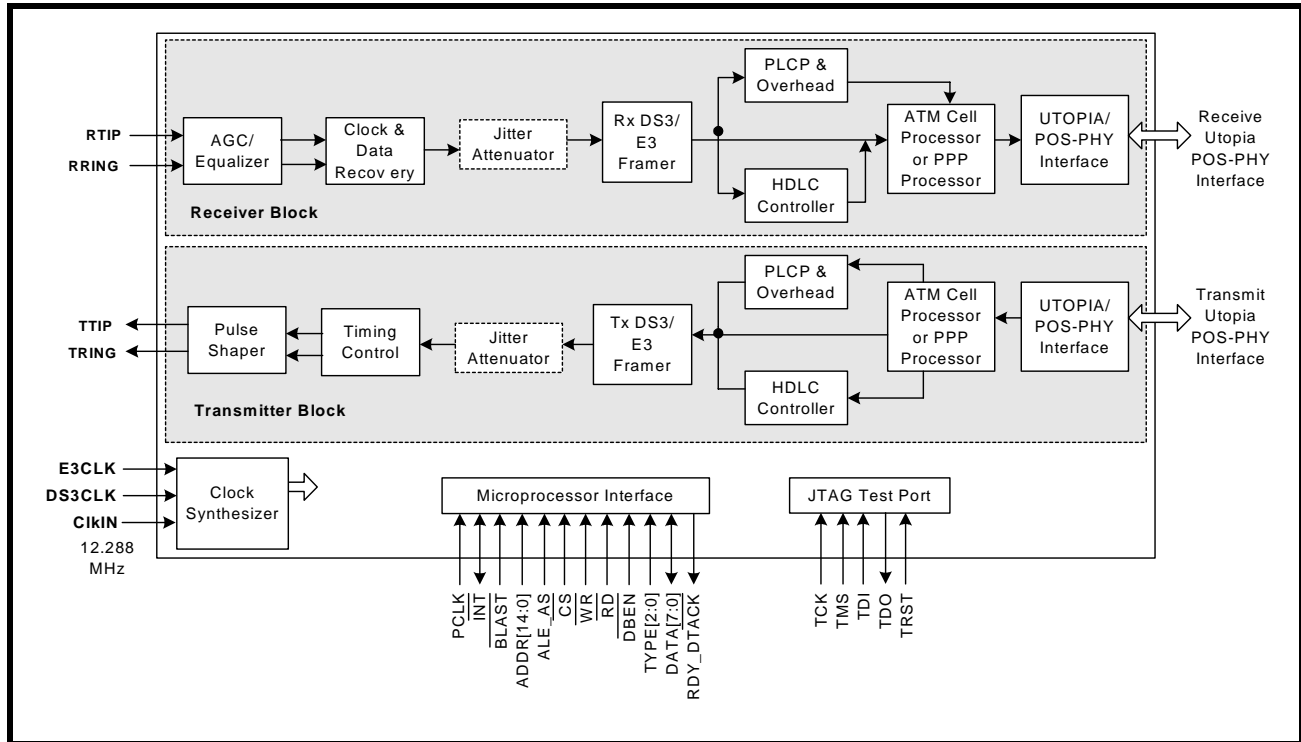 RTIP
RRING
AGC/
Equalizer
Clock &
Data
Recovery
Jitter
Attenuator
Rx DS3/
E3
Framer
PLCP &
Overhead
HDLC
Controller
ATM Cell
Processor
or PPP
Processor
UTOPIA/
POS-PHY
Interface
Receive
Utopia
POS-PHY
Interface
Receiver Block
TTIP
TRING
Pulse
Shaper
Timing
Control
Jitter
Attenuator
Tx DS3/
E3
Framer
PLCP &
Overhead
HDLC
Controller
ATM Cell
Processor
or PPP
Processor
UTOPIA/
POS-PHY
Interface
Transmit
Utopia
POS-PHY
Interface
Transmitter Block
E3CLK
DS3CLK
ClkIN
12.288
MHz
Clock
Synthesizer
Microprocessor Interface
PCLK
INT
BLAST
ADDR[14:0]
ALE_AS
CS
WR
RD
DBEN
TYPE[2:0]
DATA[7:0]
RDY_DTACK
JTAG Test Port
TCK
TMS
TDI
TDO
TRST